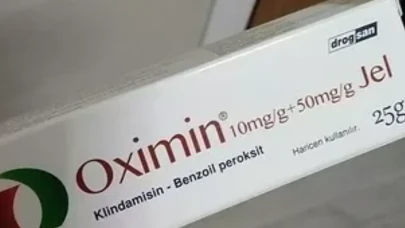 drogsan
Oximin® 10mg/g+50mg/g Jel
Klindamisin - Benzoil peroksit
Haricen kullanılır.
25g